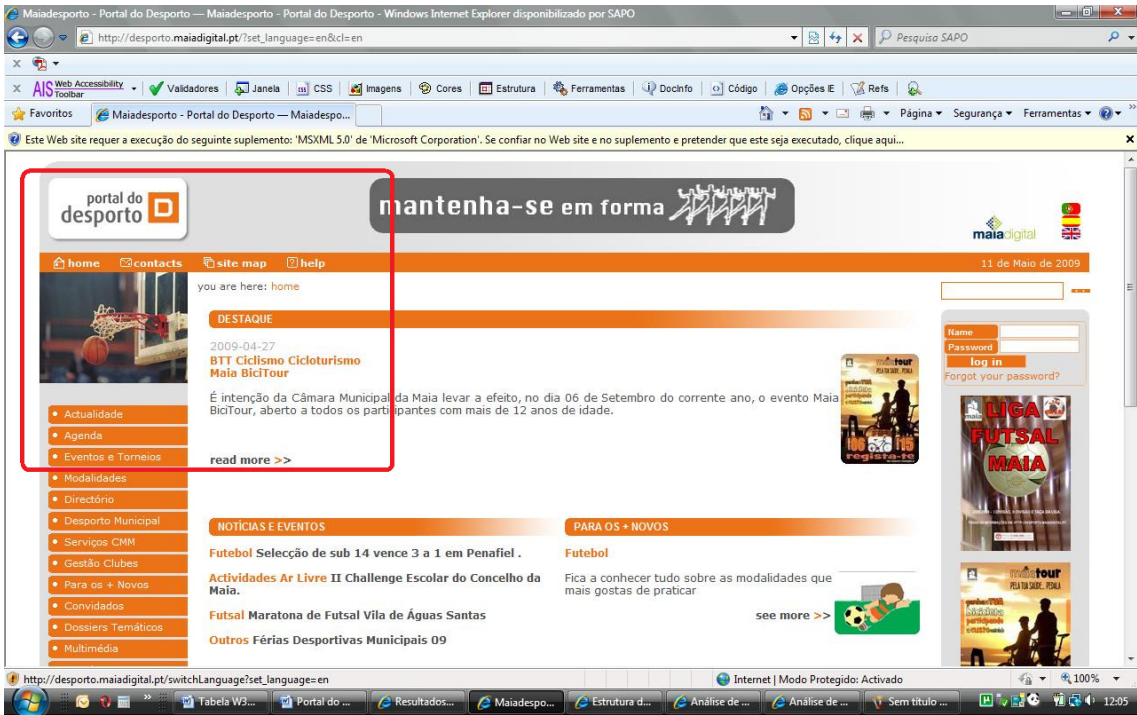 Maiadesporto - Portal do Desporto — Maiadesporto - Portal do Desporto - Windows Internet Explorer disponibilizado por SAPO
http://desporto.maiadigital.pt/?set_language=en&cl=en
Pesquisa SAPO
AIS Web Accessibility Toolbar
Validadores
Janela
CSS
Imagens
Cores
Estrutura
Ferramentas
DocInfo
Código
Opções IE
Refs
Favoritos
Maiadesporto - Portal do Desporto — Maiadespo...
Página
Segurança
Ferramentas
Este Web site requer a execução do seguinte suplemento: 'MSXML 5.0' de 'Microsoft Corporation'. Se confiar no Web site e no suplemento e pretender que este seja executado, clique aqui...
portal do
desporto
mantenha-se em forma
maiadigital
home contacts site map help
11 de Maio de 2009
you are here: home
DESTAQUE
2009-04-27
BTT Ciclismo Cicloturismo
Maia BiciTour
É intenção da Câmara Municipal da Maia levar a efeito, no dia 06 de Setembro do corrente ano, o evento Maia
BiciTour, aberto a todos os participantes com mais de 12 anos de idade.
read more >>
Name
Password
log in
Forgot your password?
• Actualidade
• Agenda
• Eventos e Torneios
• Modalidades
• Directório
• Desporto Municipal
• Serviços CMM
• Gestão Clubes
• Para os + Novos
• Convidados
• Dossiers Temáticos
• Multimédia
NOTÍCIAS E EVENTOS
Futebol Selecção de sub 14 vence 3 a 1 em Penafiel .
Actividades Ar Livre II Challenge Escolar do Concelho da
Maia.
Futsal Maratona de Futsal Vila de Águas Santas
Outros Férias Desportivas Municipais 09
PARA OS + NOVOS
Futebol
Fica a conhecer tudo sobre as modalidades que
mais gostas de praticar
see more >>
maiatour
regista-te
LIGA
FUTSAL
MAIA
maiatour
PELA TUA SAÚDE... PEDALA
http://desporto.maiadigital.pt/switchLanguage?set_language=en
Internet | Modo Protegido: Activado
100%
Tabela W3...
Portal do ...
Resultados...
Maiadespo...
Estrutura d...
Análise de ...
Análise de ...
Sem título ...
12:05